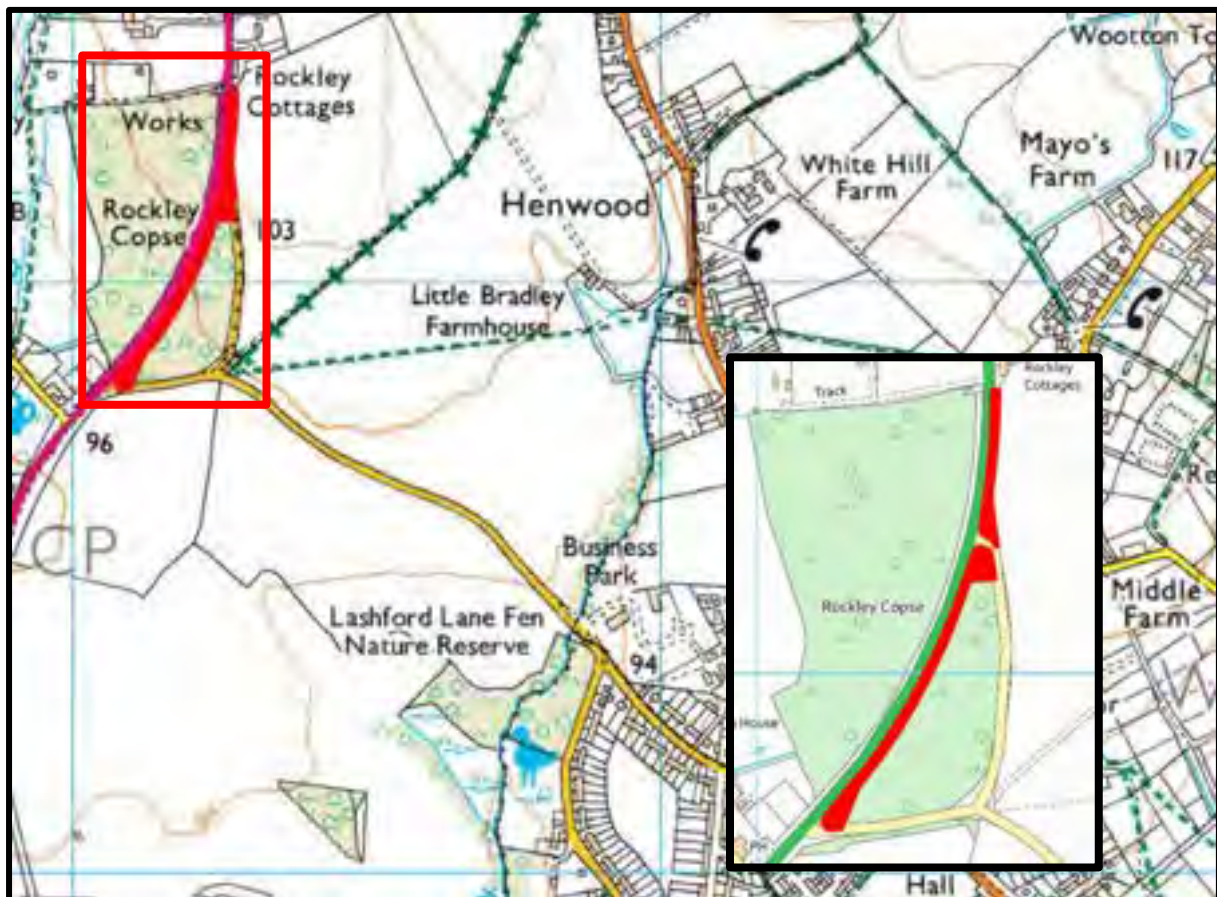 Wootton
Rockley
Cottages
Works
Mayo's
Farm
117
White Hill
Farm
Henwood
Rockley
Copse
103
Little Bradley
Farmhouse
Rockley
Cottages
Track
96
CP
Business
Park
Middle
Farm
Rockley Copse
Lashford Lane Fen
Nature Reserve
94
House
PH
Hall